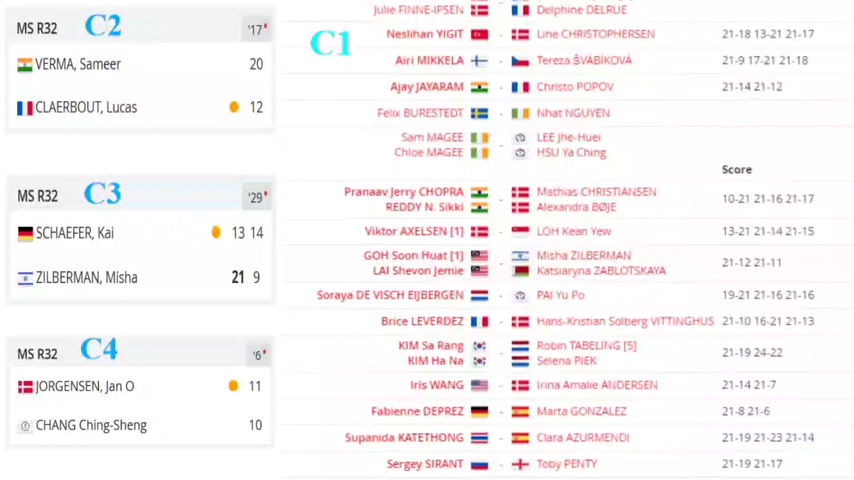 MS R32 C2 '17'
VERMA, Sameer 20
CLAERBOUT, Lucas 12
MS R32 C3 '29'
SCHAEFER, Kai 13 14
ZILBERMAN, Misha 21 9
MS R32 C4 '6'
JORGENSEN, Jan O 11
CHANG Ching-Sheng 10
C1
Julie FINNE-IPSEN - Delphine DELRUE
Neslihan YIGIT - Line CHRISTOPHERSEN 21-18 13-21 21-17
Airi MIKKELA - Tereza ŠVÁBÍKOVÁ 21-9 17-21 21-18
Ajay JAYARAM - Christo POPOV 21-14 21-12
Felix BURESTEDT - Nhat NGUYEN
Sam MAGEE - LEE Jhe-Huei
Chloe MAGEE HSU Ya Ching
Score
Pranaav Jerry CHOPRA - Mathias CHRISTIANSEN 10-21 21-16 21-17
REDDY N. Sikki Alexandra BØJE
Viktor AXELSEN [1] - LOH Kean Yew 13-21 21-14 21-15
GOH Soon Huat [1] - Misha ZILBERMAN 21-12 21-11
LAI Shevon Jemie Katsiaryna ZABLOTSKAYA
Soraya DE VISCH EIJBERGEN - PAI Yu Po 19-21 21-16 21-16
Brice LEVERDEZ - Hans-Kristian Solberg VITTINGHUS 21-10 16-21 21-13
KIM Sa Rang - Robin TABELING [5] 21-19 24-22
KIM Ha Na Selena PIEK
Iris WANG - Irina Amalie ANDERSEN 21-14 21-7
Fabienne DEPREZ - Marta GONZALEZ 21-8 21-6
Supanida KATETHONG - Clara AZURMENDI 21-19 21-23 21-14
Sergey SIRANT - Toby PENTY 21-19 21-17